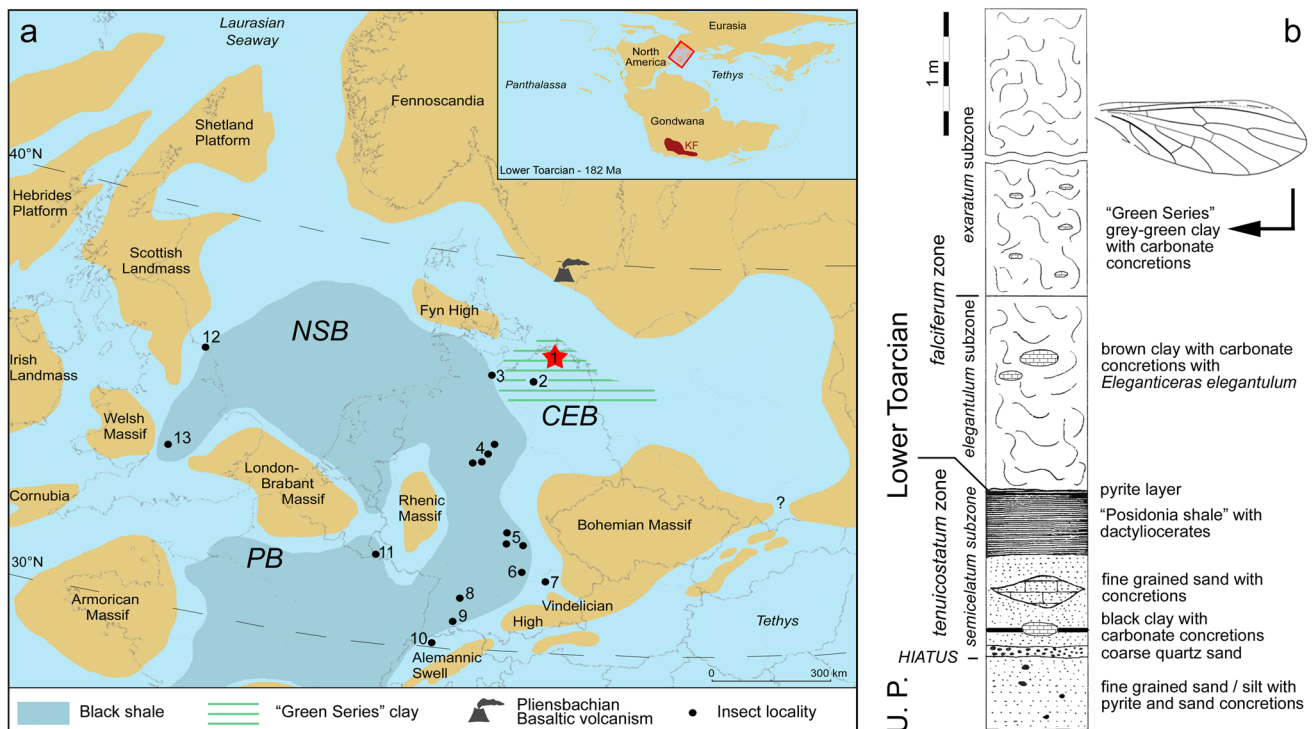 a
Laurasian
Seaway
Eurasia
North
America
Tethys
Panthalassa
Gondwana
KF
Lower Toarcian - 182 Ma
Fennoscandia
Shetland
Platform
40°N
Hebrides
Platform
Scottish
Landmass
Fyn High
NSB
12
1
3
2
CEB
Irish
Landmass
Welsh
Massif
13
4
London-
Brabant
Massif
Rhenic
Massif
Cornubia
Bohemian Massif
?
5
11
PB
30°N
6
7
8
Armorican
Massif
Vindelician
High
9
10
Alemannic
Swell
Tethys
0
300 km
Black shale
"Green Series" clay
Pliensbachian
Basaltic volcanism
Insect locality
b
1 m
exaratum subzone
"Green Series"
grey-green clay
with carbonate
concretions
falciferum zone
Lower Toarcian
elegantulum subzone
brown clay with carbonate
concretions with
Eleganticeras elegantulum
pyrite layer
"Posidonia shale" with
dactyliocerates
tenuicostatum zone
semicelatum subzone
fine grained sand with
concretions
black clay with
carbonate concretions
coarse quartz sand
HIATUS
U. P.
fine grained sand / silt with
pyrite and sand concretions